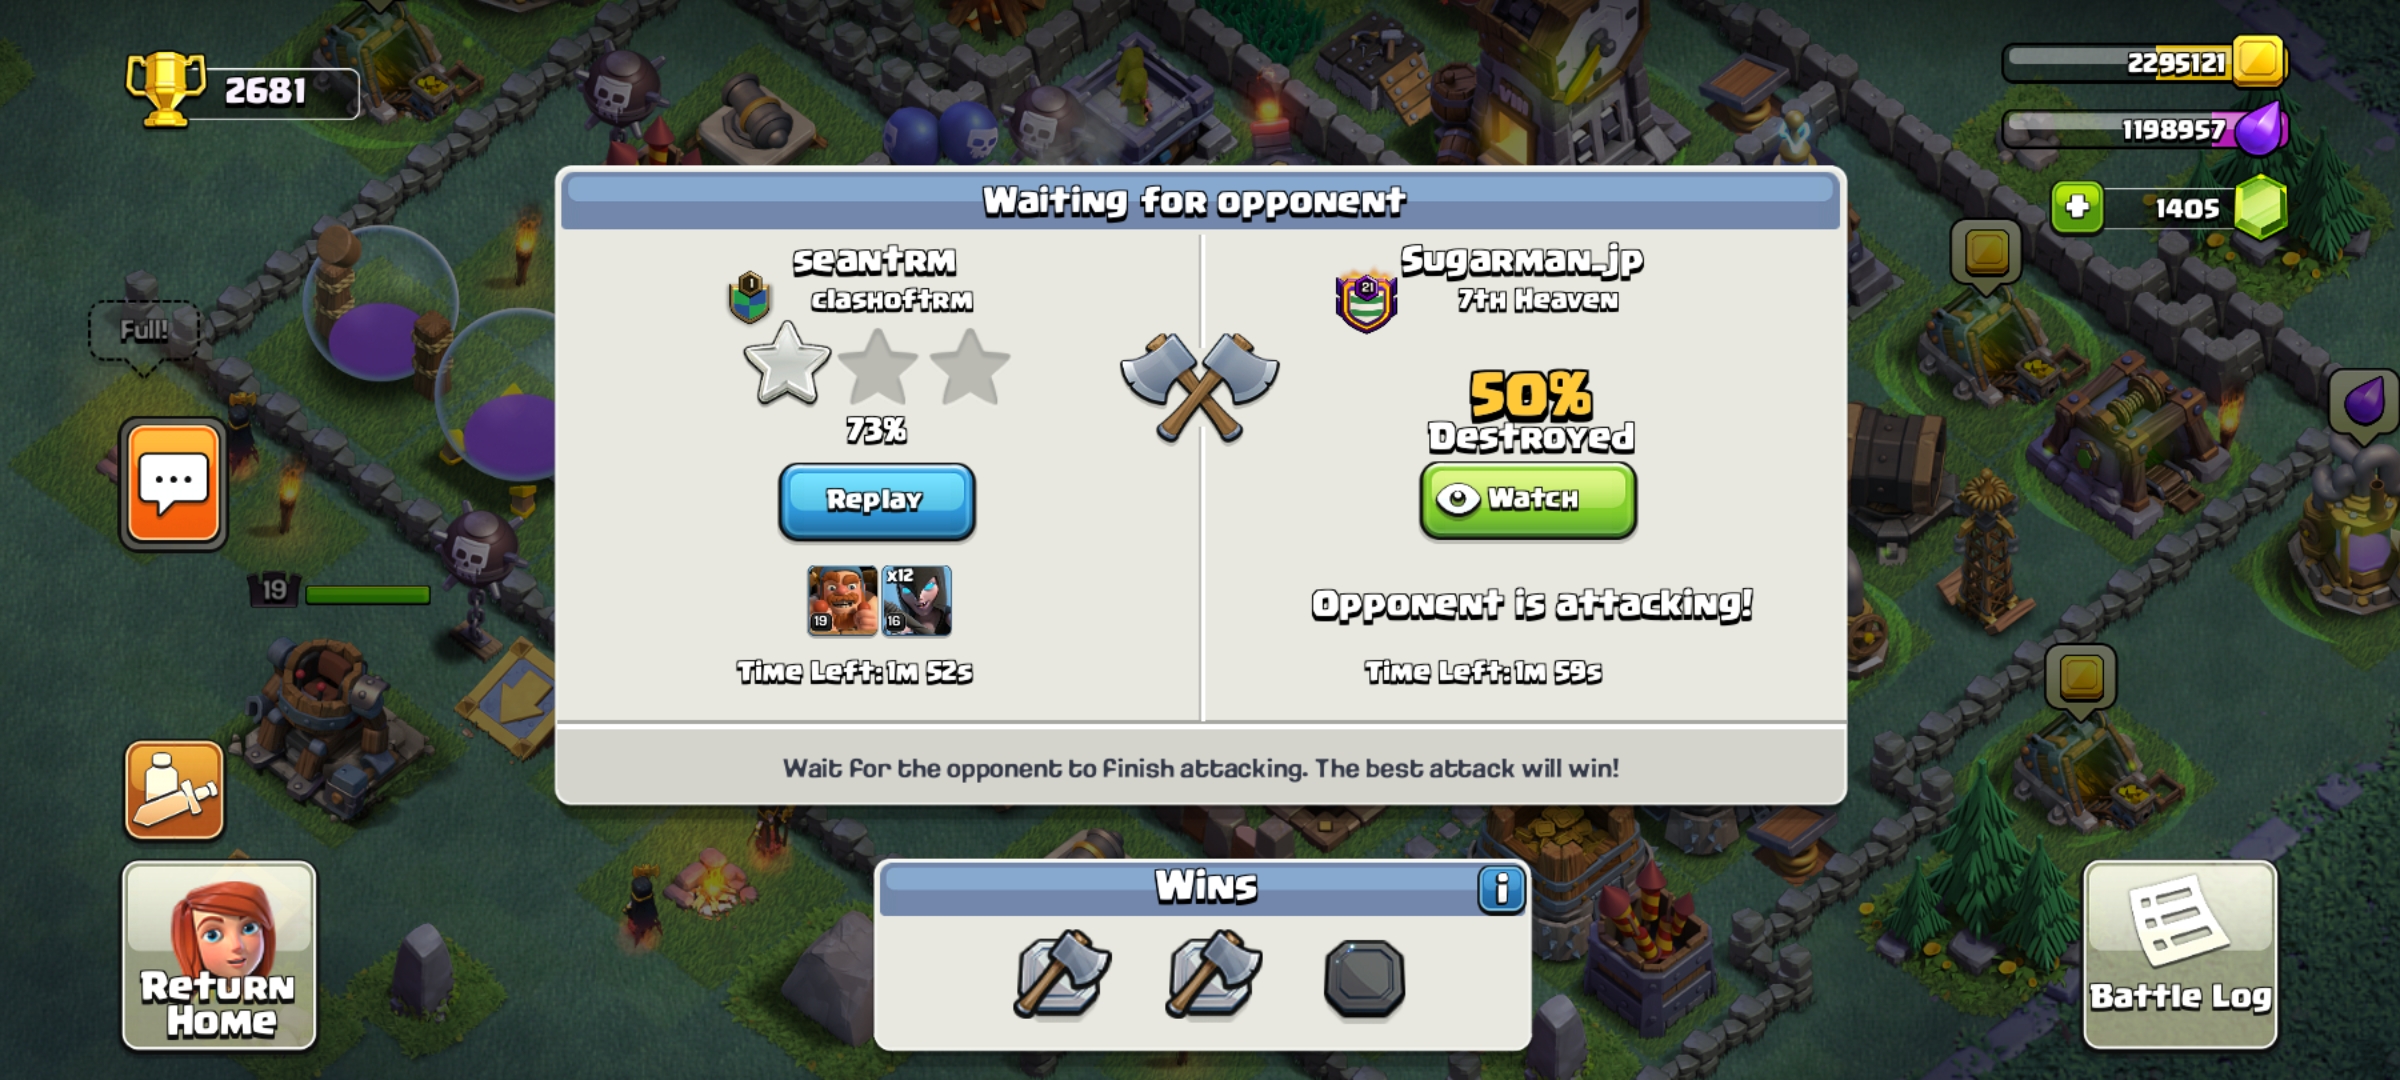 2681
2295121
1198957
1405
Full!
19
Waiting for opponent
seantrm
1
clashoftrm
73%
Replay
x12
19
16
Time Left: 1m 52s
Sugarman_jp
21
7th Heaven
50%
Destroyed
Watch
Opponent is attacking!
Time Left: 1m 59s
Wait for the opponent to finish attacking. The best attack will win!
Wins
i
Return
Home
Battle Log
VIII